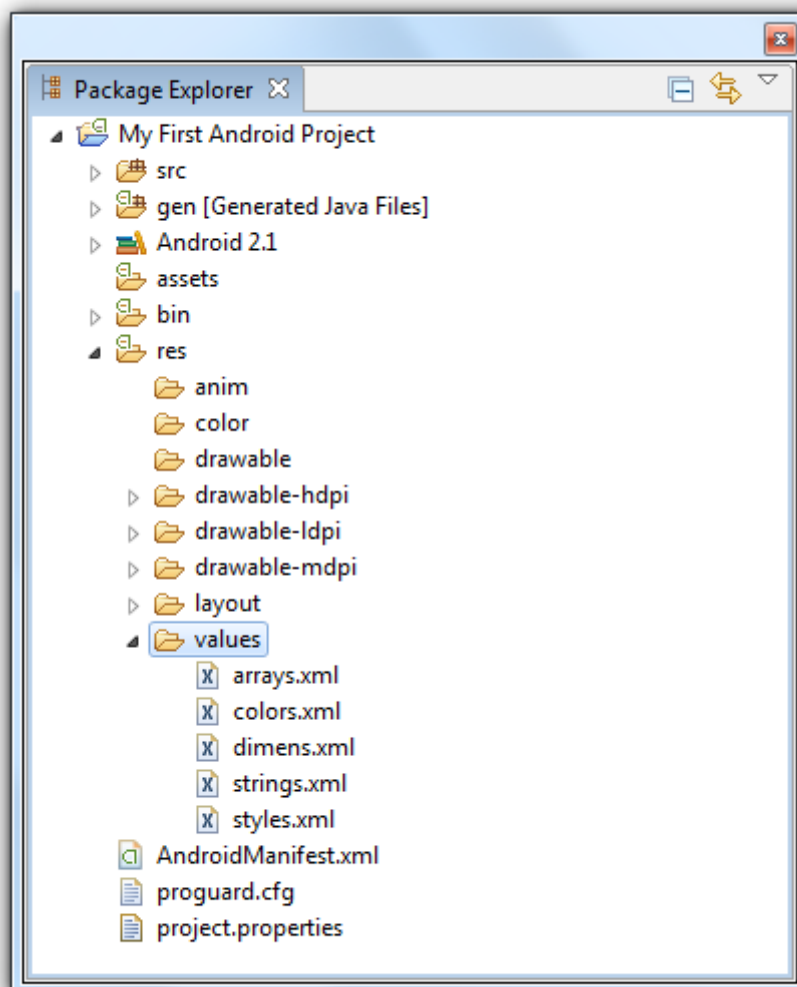 Package Explorer
My First Android Project
src
gen [Generated Java Files]
Android 2.1
assets
bin
res
anim
color
drawable
drawable-hdpi
drawable-ldpi
drawable-mdpi
layout
values
arrays.xml
colors.xml
dimens.xml
strings.xml
styles.xml
AndroidManifest.xml
proguard.cfg
project.properties